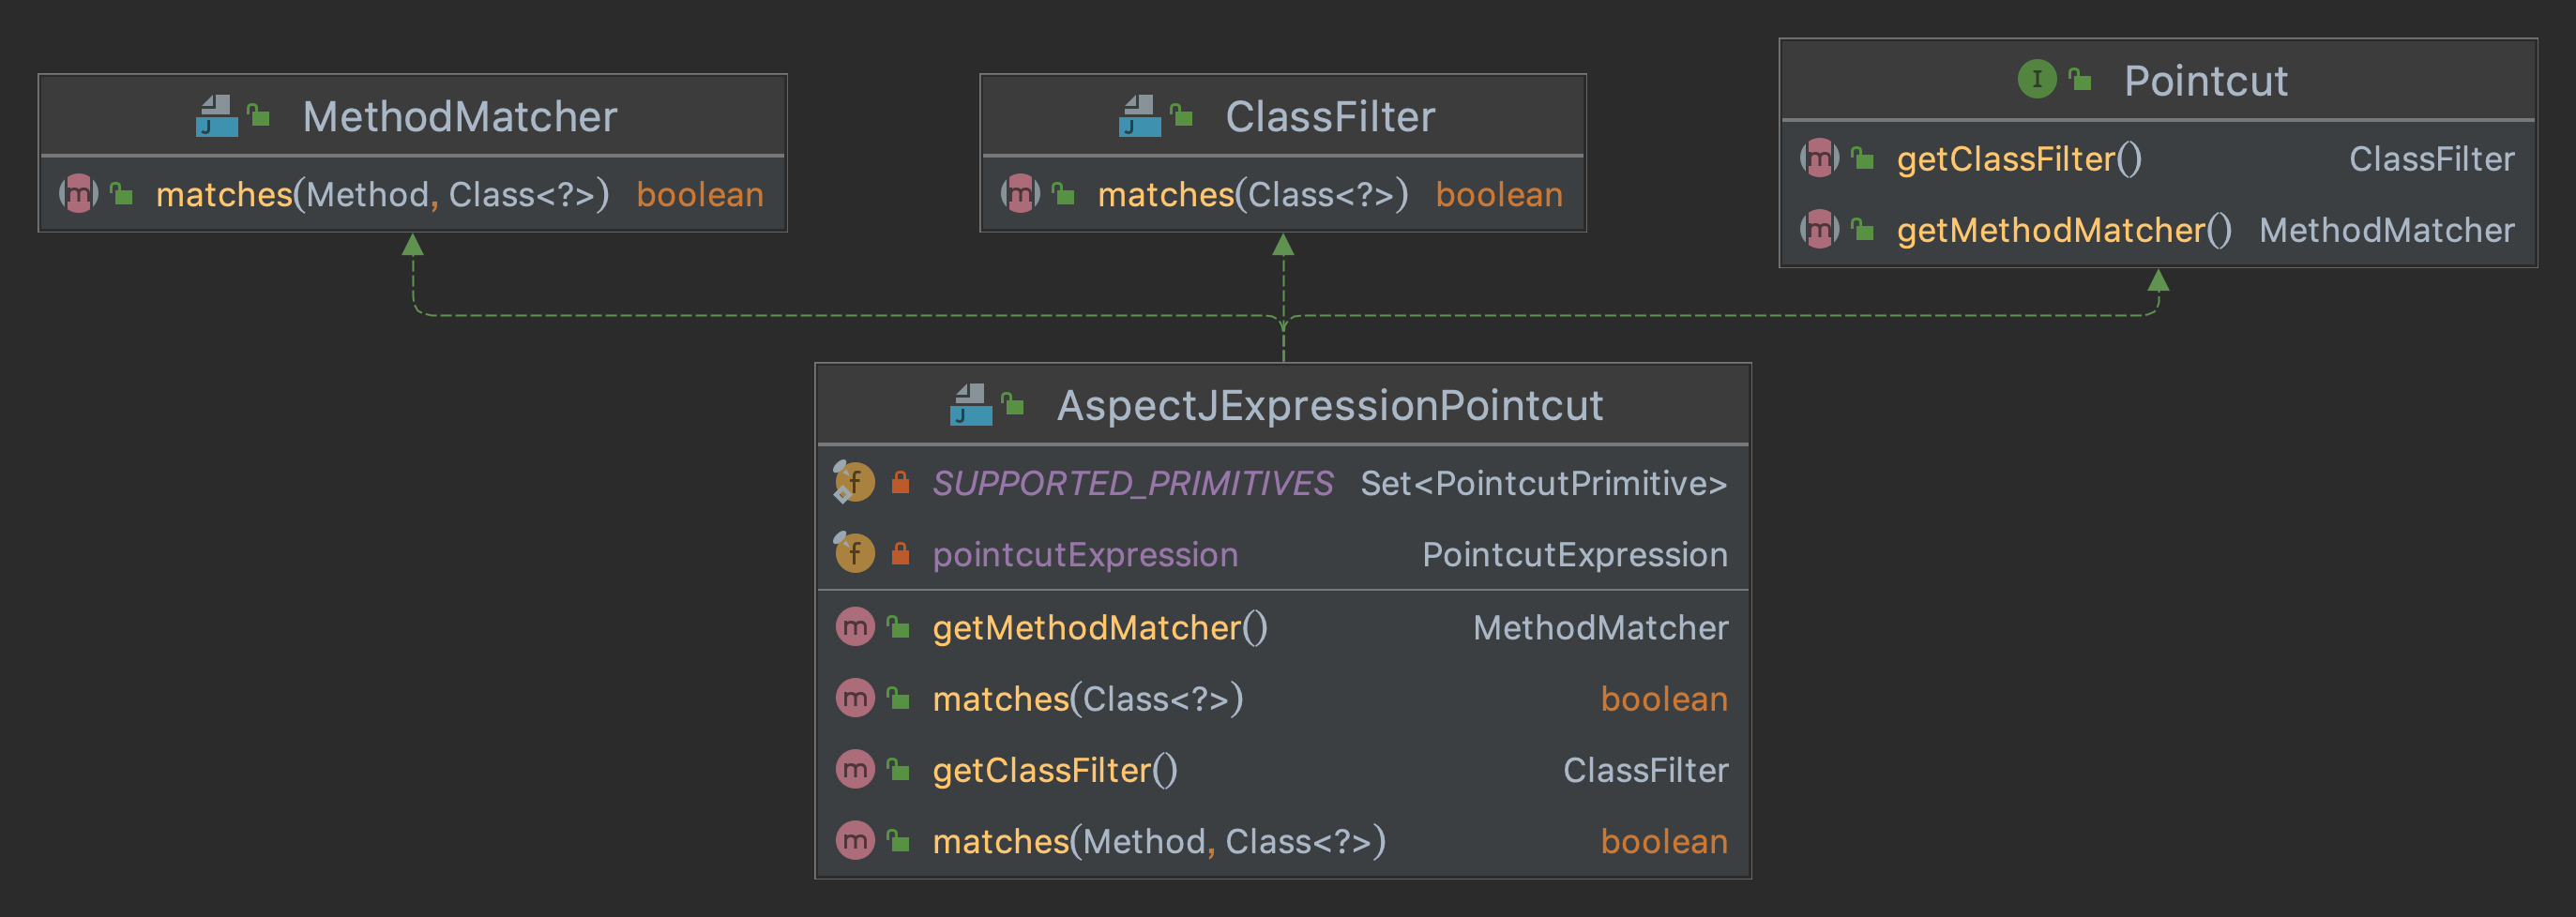 MethodMatcher
matches(Method, Class<?>) boolean
ClassFilter
matches(Class<?>) boolean
Pointcut
getClassFilter() ClassFilter
getMethodMatcher() MethodMatcher
AspectJExpressionPointcut
SUPPORTED_PRIMITIVES Set<PointcutPrimitive>
pointcutExpression PointcutExpression
getMethodMatcher() MethodMatcher
matches(Class<?>) boolean
getClassFilter() ClassFilter
matches(Method, Class<?>) boolean